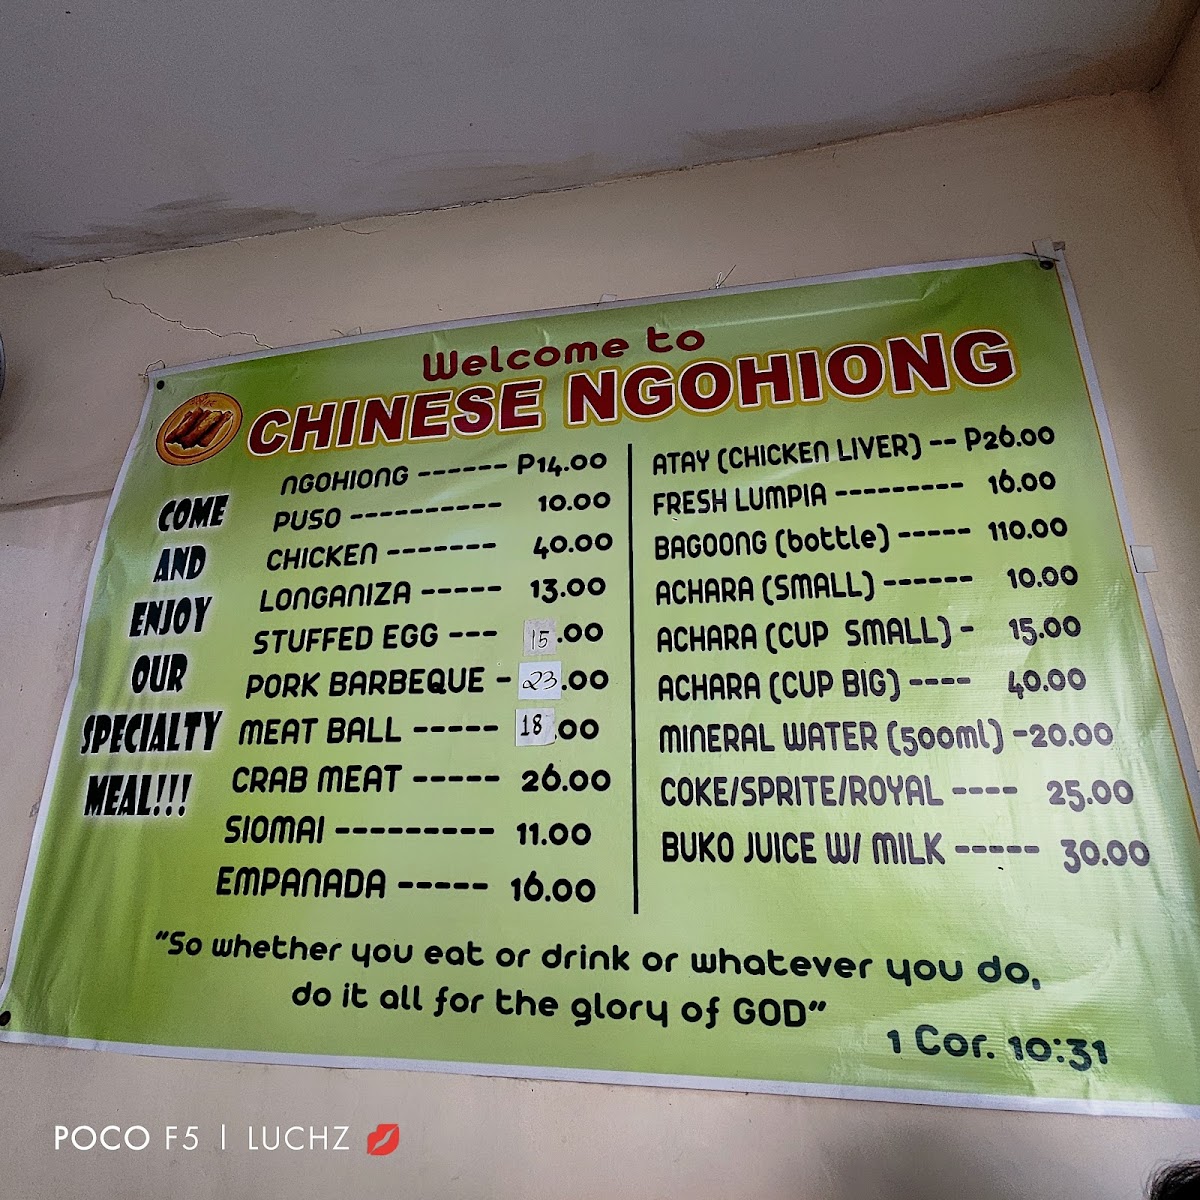 Welcome to
CHINESE NGOHIONG
COME
AND
ENJOY
OUR
SPECIALTY
MEAL!!!
NGOHIONG ------ P14.00
PUSO ---------- 10.00
CHICKEN ------- 40.00
LONGANIZA ----- 13.00
STUFFED EGG --- 15.00
PORK BARBEQUE - 23.00
MEAT BALL ----- 18.00
CRAB MEAT ----- 26.00
SIOMAI --------- 11.00
EMPANADA ----- 16.00
ATAY (CHICKEN LIVER) -- P26.00
FRESH LUMPIA --------- 16.00
BAGOONG (bottle) ----- 110.00
ACHARA (SMALL) ------ 10.00
ACHARA (CUP SMALL) - 15.00
ACHARA (CUP BIG) ---- 40.00
MINERAL WATER (500ml) -20.00
COKE/SPRITE/ROYAL ---- 25.00
BUKO JUICE W/ MILK ----- 30.00
"So whether you eat or drink or whatever you do,
do it all for the glory of GOD"
1 Cor. 10:31
POCO F5 | LUCHZ 💋